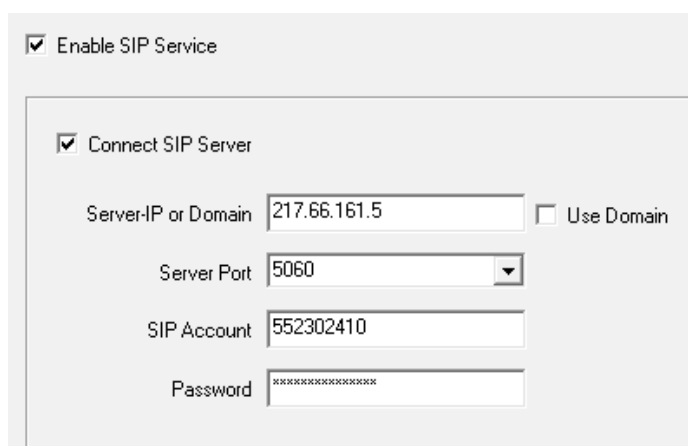 Enable SIP Service
Connect SIP Server
Server-IP or Domain 217.66.161.5 Use Domain
Server Port 5060
SIP Account 552302410
Password ***************